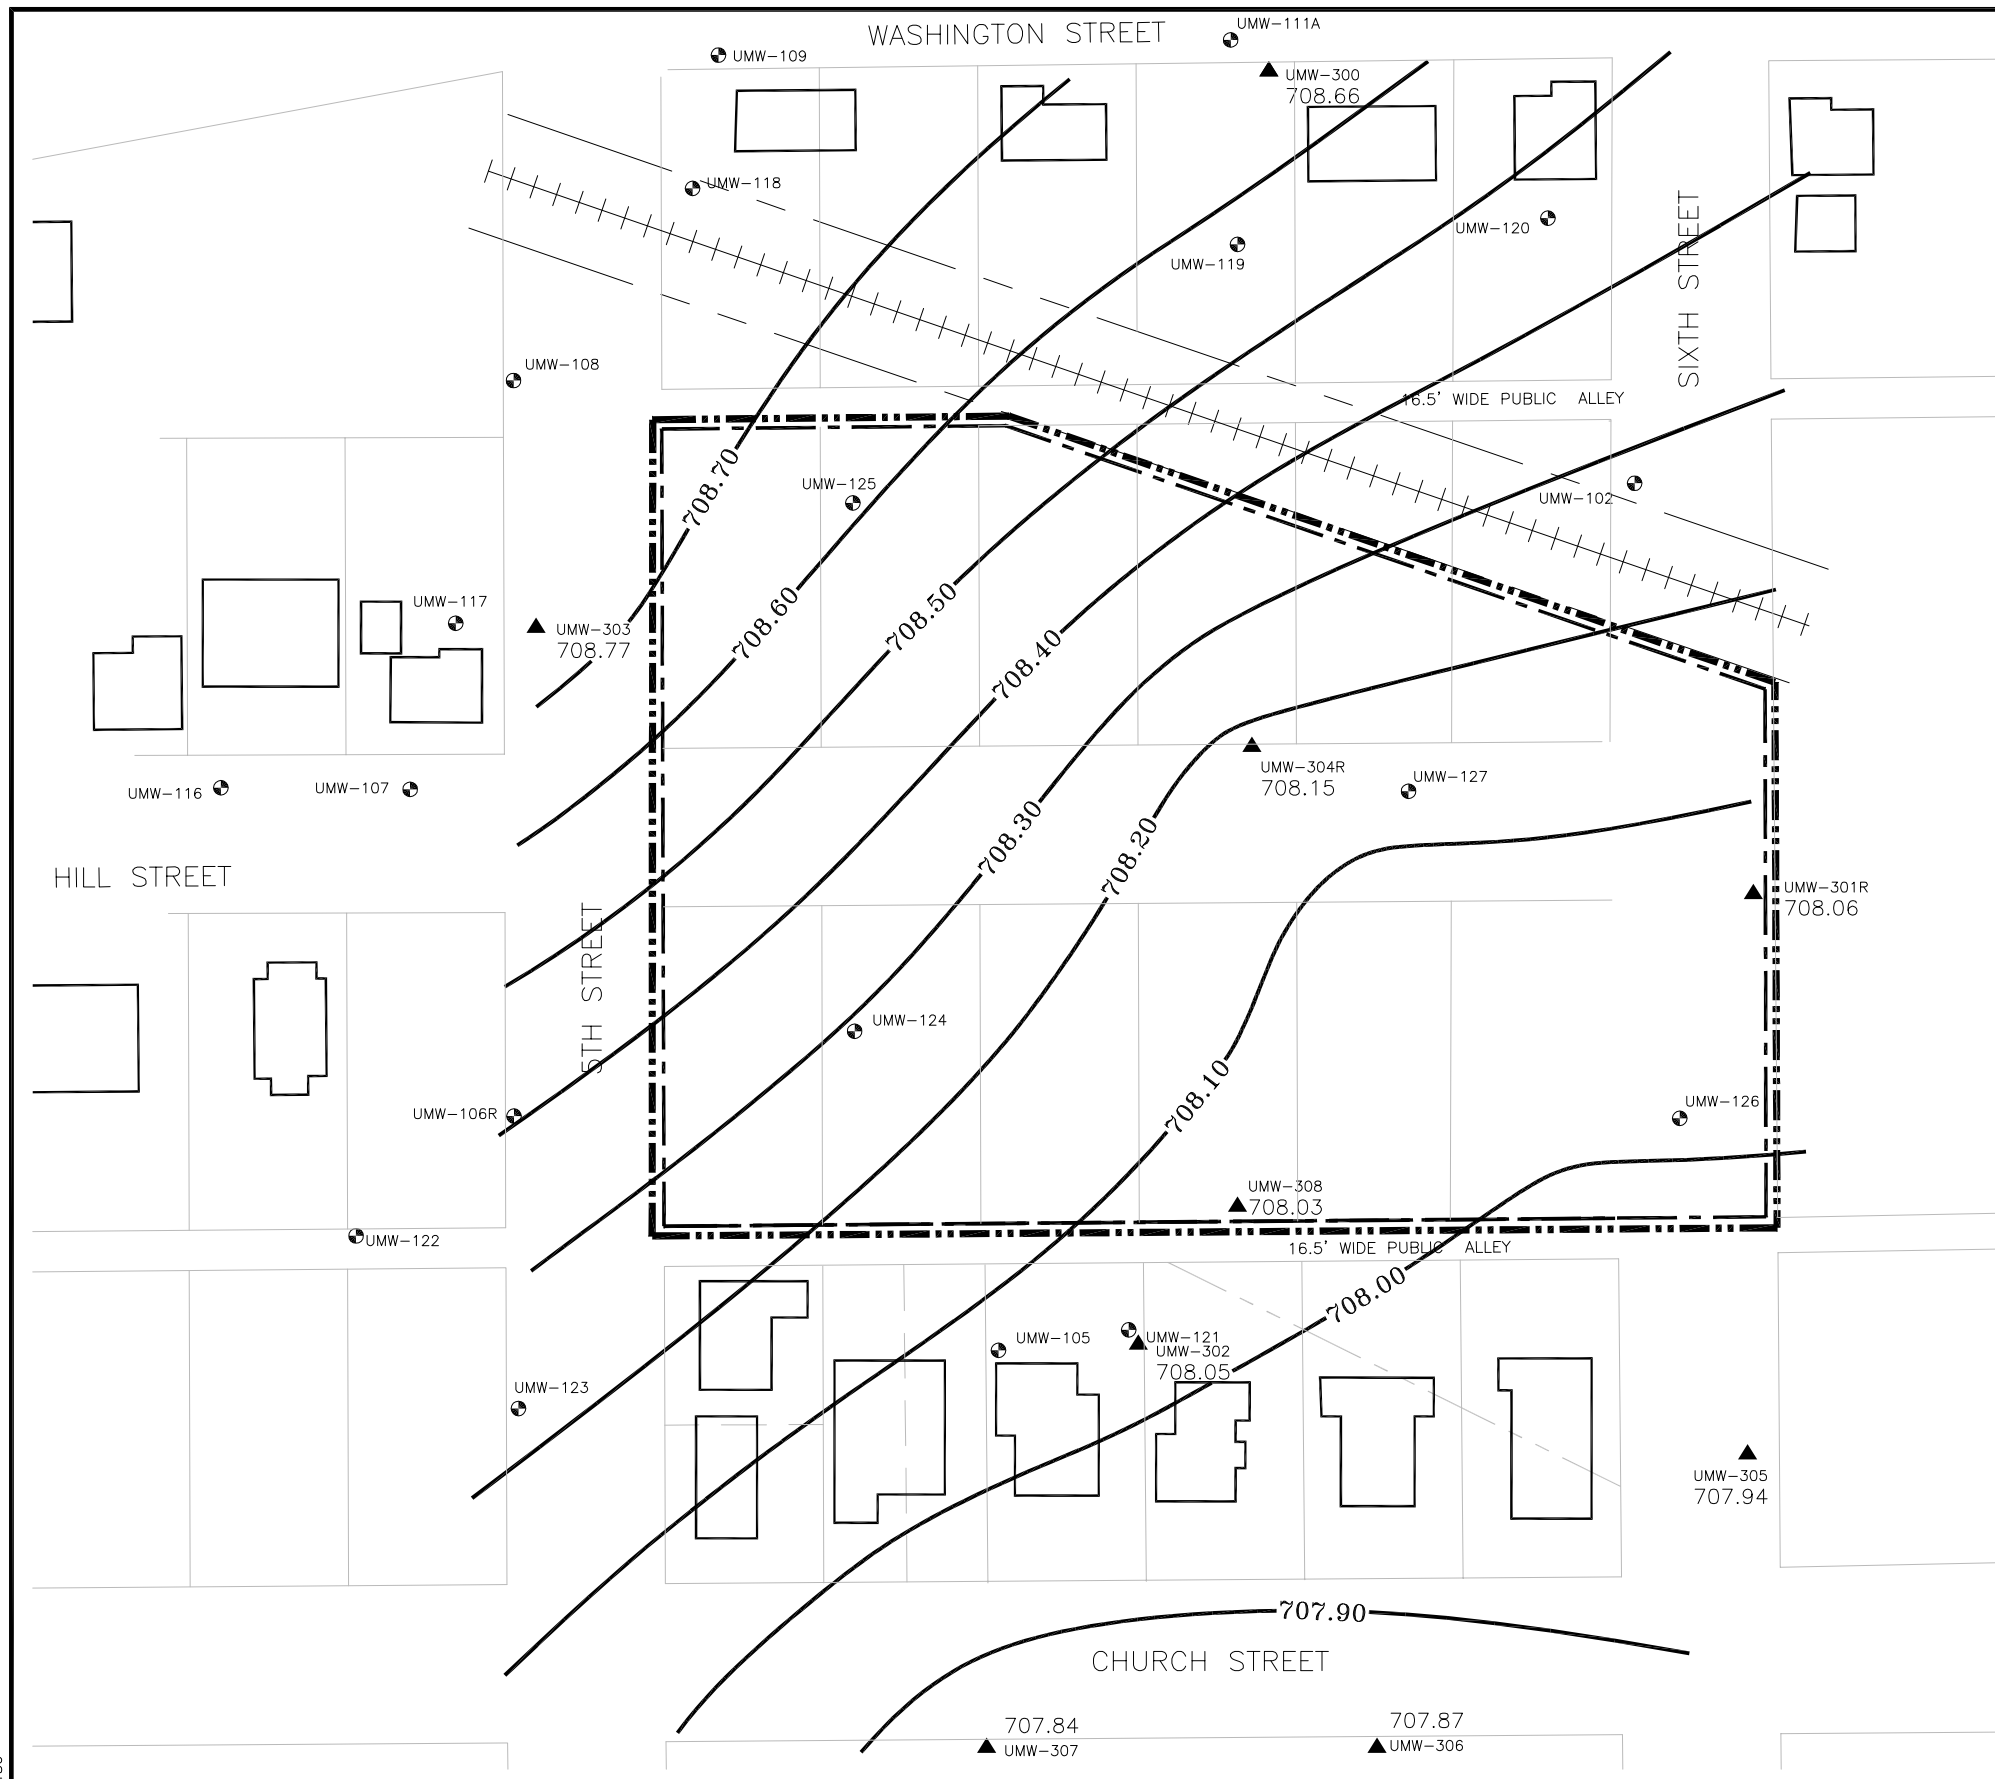 UMW-111A
WASHINGTON STREET
UMW-109
UMW-300
708.66
UMW-118
UMW-120
UMW-119
SIXTH STREET
UMW-108
16.5' WIDE PUBLIC ALLEY
708.70
UMW-125
UMW-102
UMW-117
708.60
708.50
UMW-303
708.77
708.40
UMW-304R
708.15
UMW-127
UMW-116
UMW-107
708.30
708.20
HILL STREET
UMW-301R
708.06
5TH STREET
UMW-124
708.10
UMW-106R
UMW-126
UMW-308
708.03
UMW-122
16.5' WIDE PUBLIC ALLEY
708.00
UMW-105
UMW-121
UMW-302
708.05
UMW-123
UMW-305
707.94
707.90
CHURCH STREET
707.84
UMW-307
707.87
UMW-306